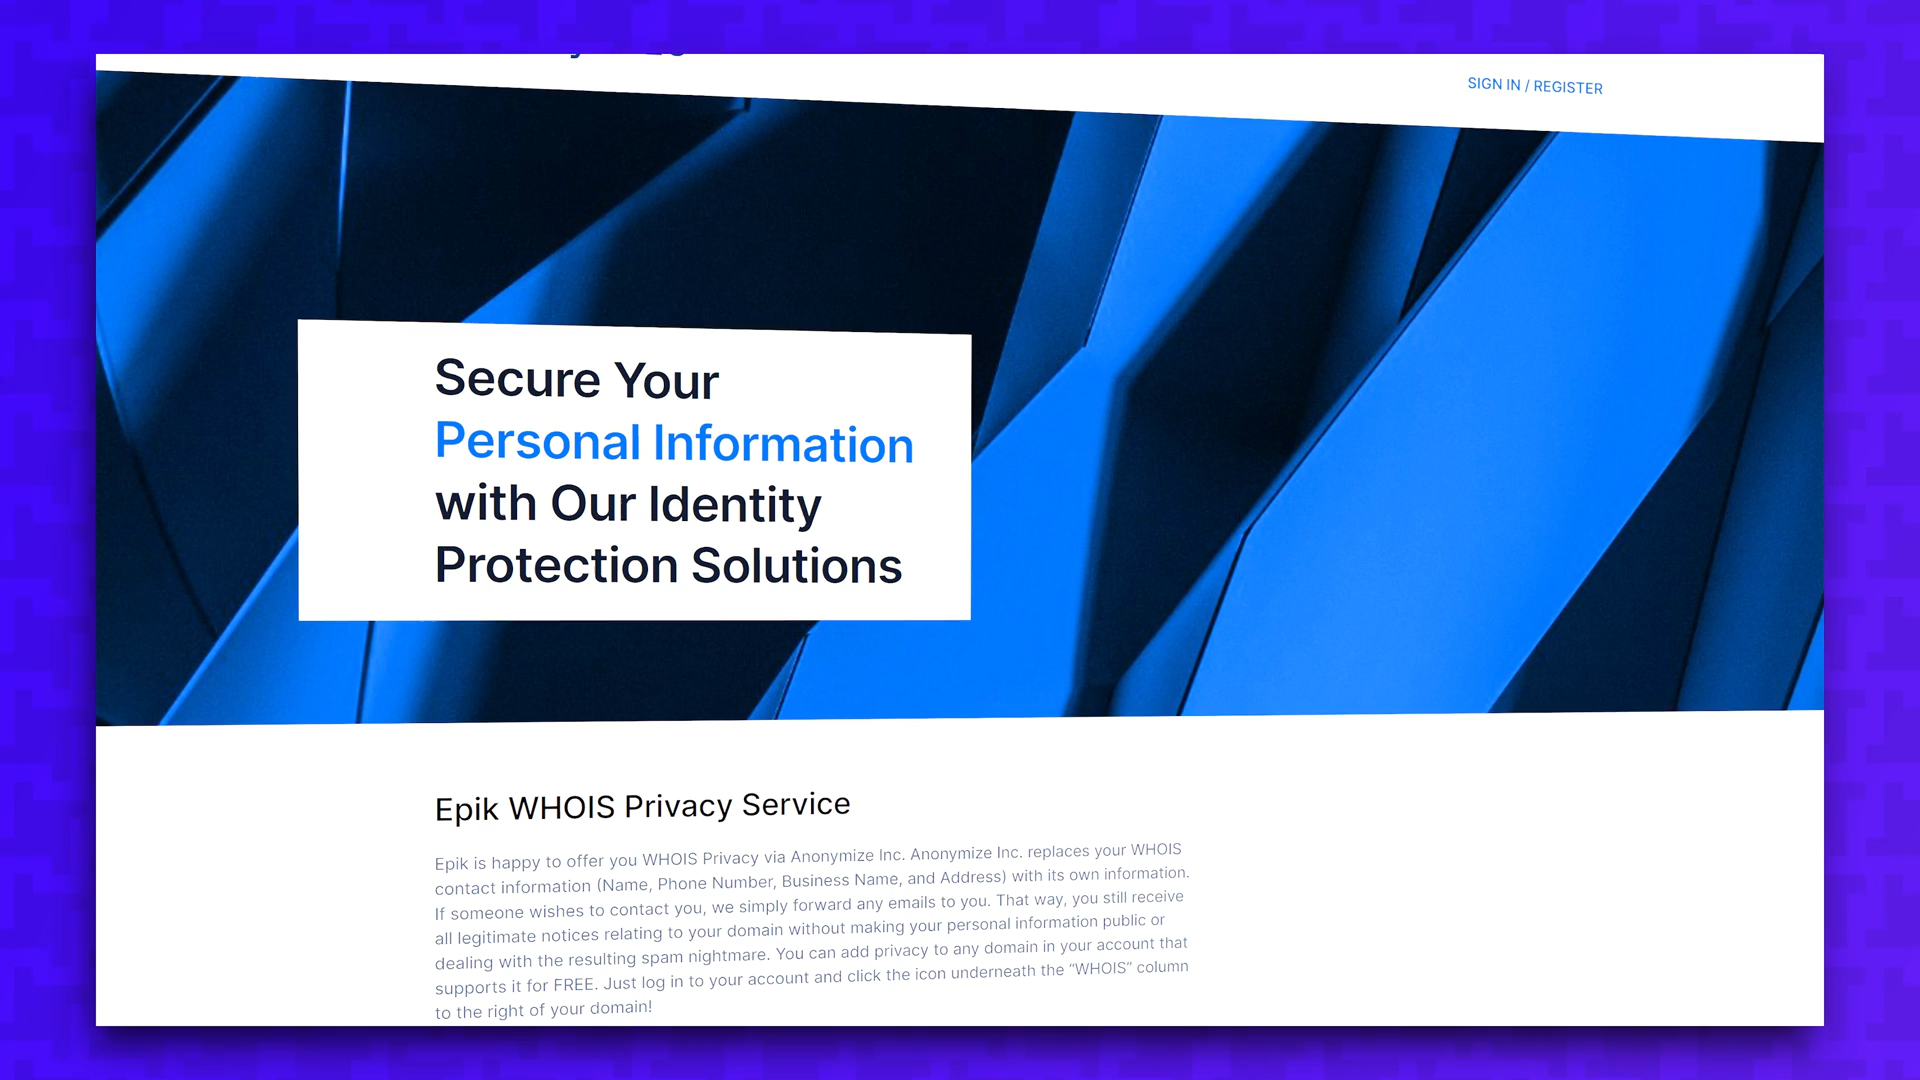 SIGN IN / REGISTER
Secure Your
Personal Information
with Our Identity
Protection Solutions
Epik WHOIS Privacy Service
Epik is happy to offer you WHOIS Privacy via Anonymize Inc. Anonymize Inc. replaces your WHOIS
contact information (Name, Phone Number, Business Name, and Address) with its own information.
If someone wishes to contact you, we simply forward any emails to you. That way, you still receive
all legitimate notices relating to your domain without making your personal information public or
dealing with the resulting spam nightmare. You can add privacy to any domain in your account that
supports it for FREE. Just log in to your account and click the icon underneath the “WHOIS” column
to the right of your domain!